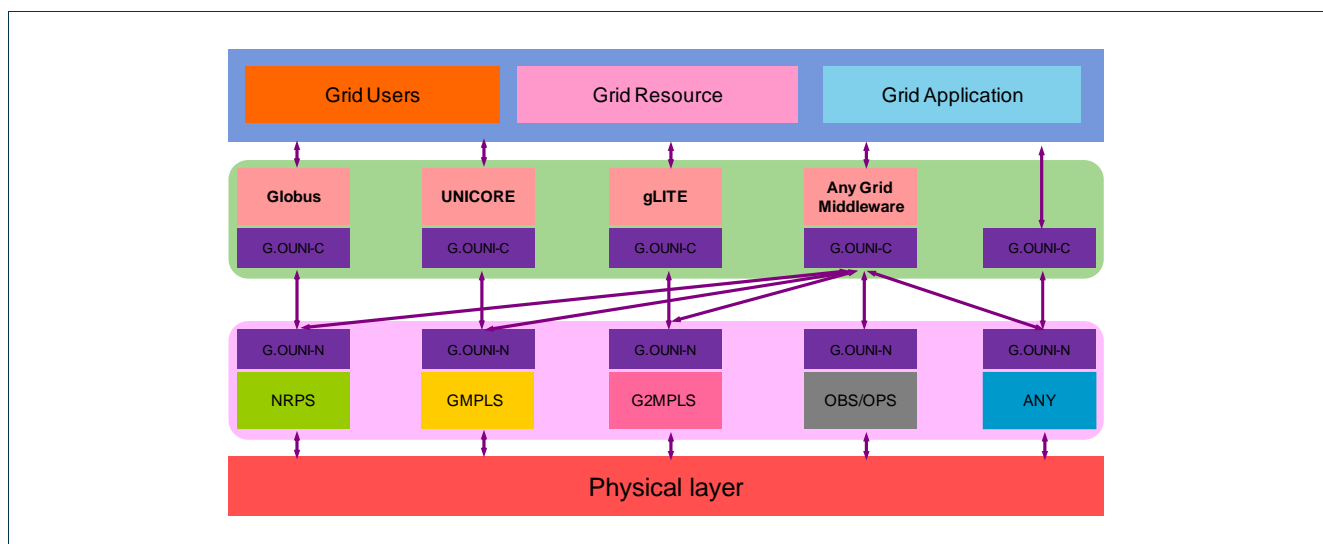 Grid Users
Grid Resource
Grid Application
Globus
UNICORE
gLITE
Any Grid
Middleware
G.OUNI-C
G.OUNI-C
G.OUNI-C
G.OUNI-C
G.OUNI-C
G.OUNI-N
G.OUNI-N
G.OUNI-N
G.OUNI-N
G.OUNI-N
NRPS
GMPLS
G2MPLS
OBS/OPS
ANY
Physical layer